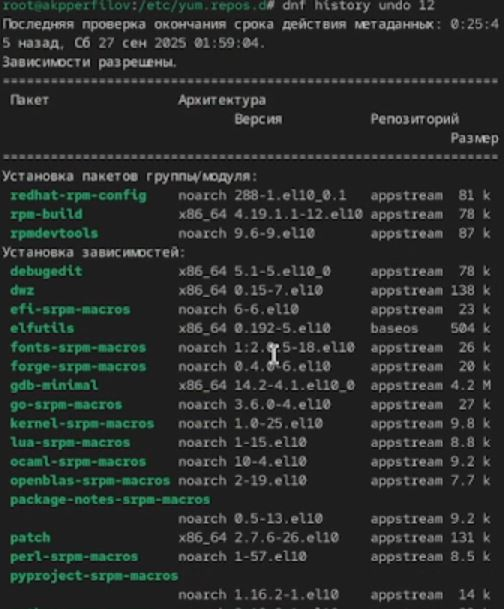 root@akpperfilov:/etc/yum.repos.d# dnf history undo 12
Последняя проверка окончания срока действия метаданных: 0:25:4
5 назад, Сб 27 сен 2025 01:59:04.
Зависимости разрешены.
================================================================
Пакет Архитектура
Версия Репозиторий
Размер
================================================================
Установка пакетов группы/модуля:
redhat-rpm-config noarch 288-1.el10_0.1 appstream 81 k
rpm-build x86_64 4.19.1.1-12.el10 appstream 78 k
rpmdevtools noarch 9.6-9.el10 appstream 87 k
Установка зависимостей:
debugedit x86_64 5.1-5.el10_0 appstream 78 k
dwz x86_64 0.15-7.el10 appstream 138 k
efi-srpm-macros noarch 6-6.el10 appstream 23 k
elfutils x86_64 0.192-5.el10 baseos 504 k
fonts-srpm-macros noarch 1:2.0.5-18.el10 appstream 26 k
forge-srpm-macros noarch 0.4.0-6.el10 appstream 20 k
gdb-minimal x86_64 14.2-4.1.el10_0 appstream 4.2 M
go-srpm-macros noarch 3.6.0-4.el10 appstream 27 k
kernel-srpm-macros noarch 1.0-25.el10 appstream 9.8 k
lua-srpm-macros noarch 1-15.el10 appstream 8.8 k
ocaml-srpm-macros noarch 10-4.el10 appstream 9.2 k
openblas-srpm-macros noarch 2-19.el10 appstream 7.7 k
package-notes-srpm-macros
noarch 0.5-13.el10 appstream 9.2 k
patch x86_64 2.7.6-26.el10 appstream 131 k
perl-srpm-macros noarch 1-57.el10 appstream 8.5 k
pyproject-srpm-macros
noarch 1.16.2-1.el10 appstream 14 k